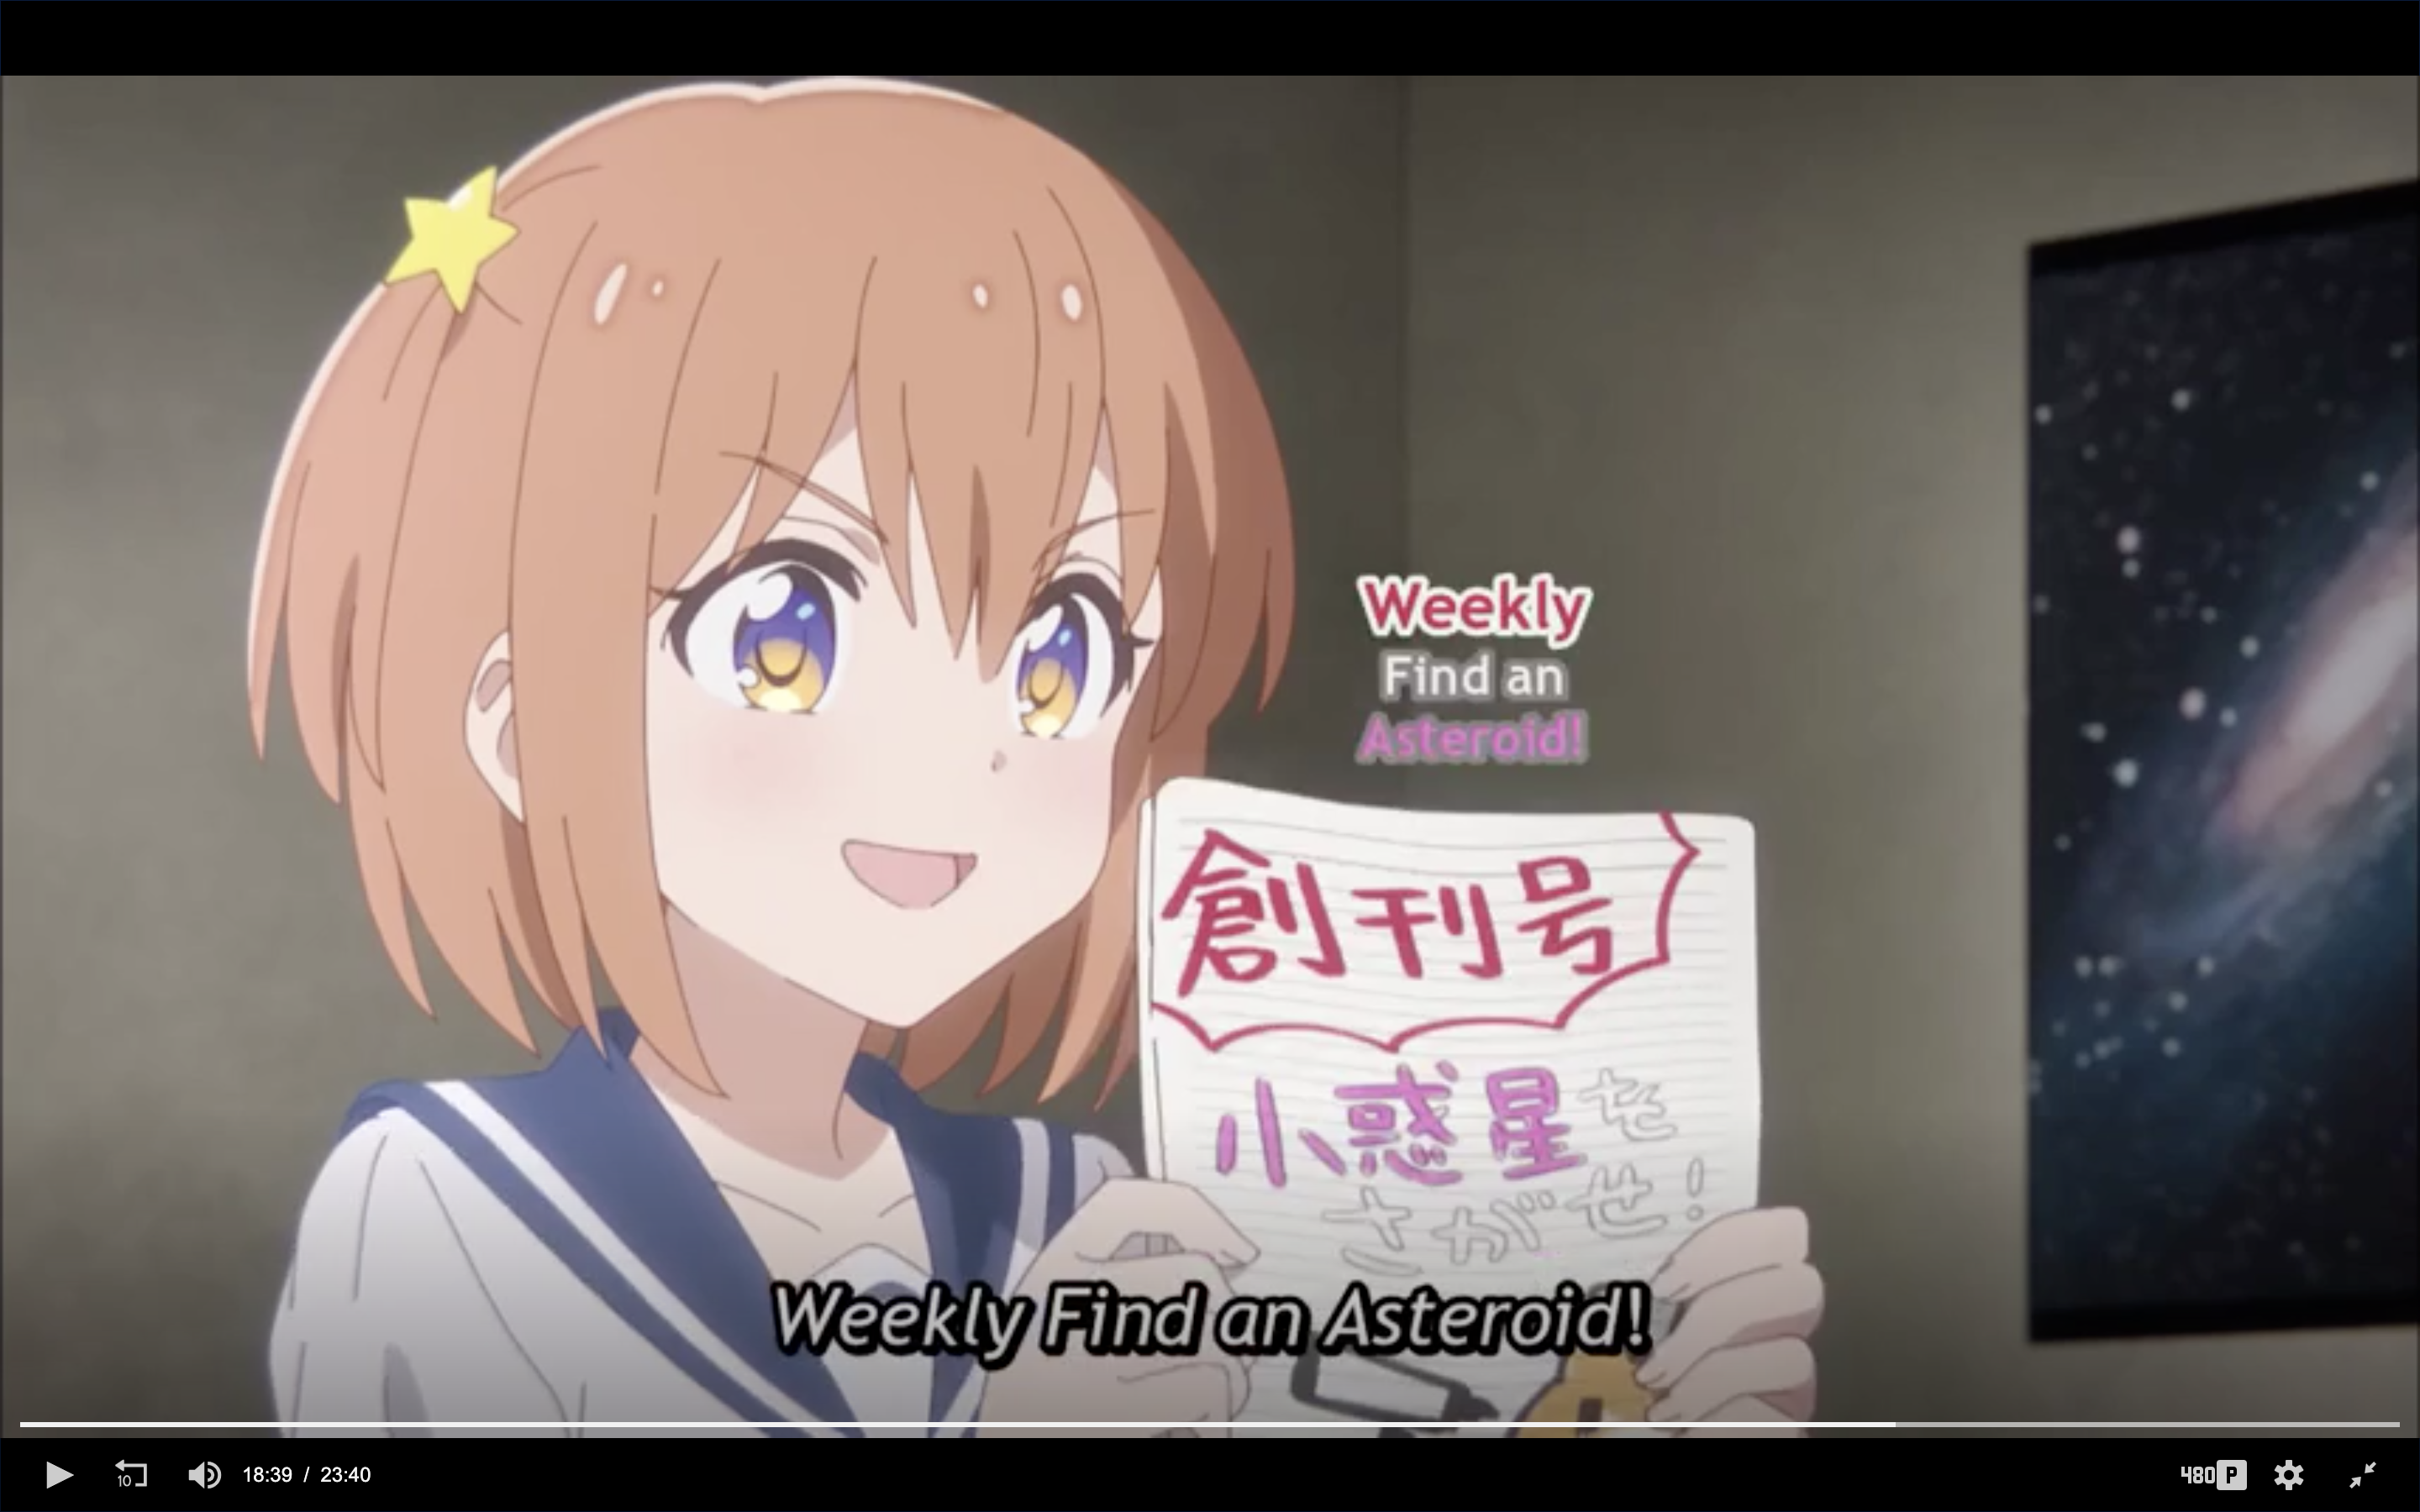 Weekly
Find an
Asteroid!
創刊号
小惑星を
さがせ!
Weekly Find an Asteroid!
10
18:39 / 23:40
480P